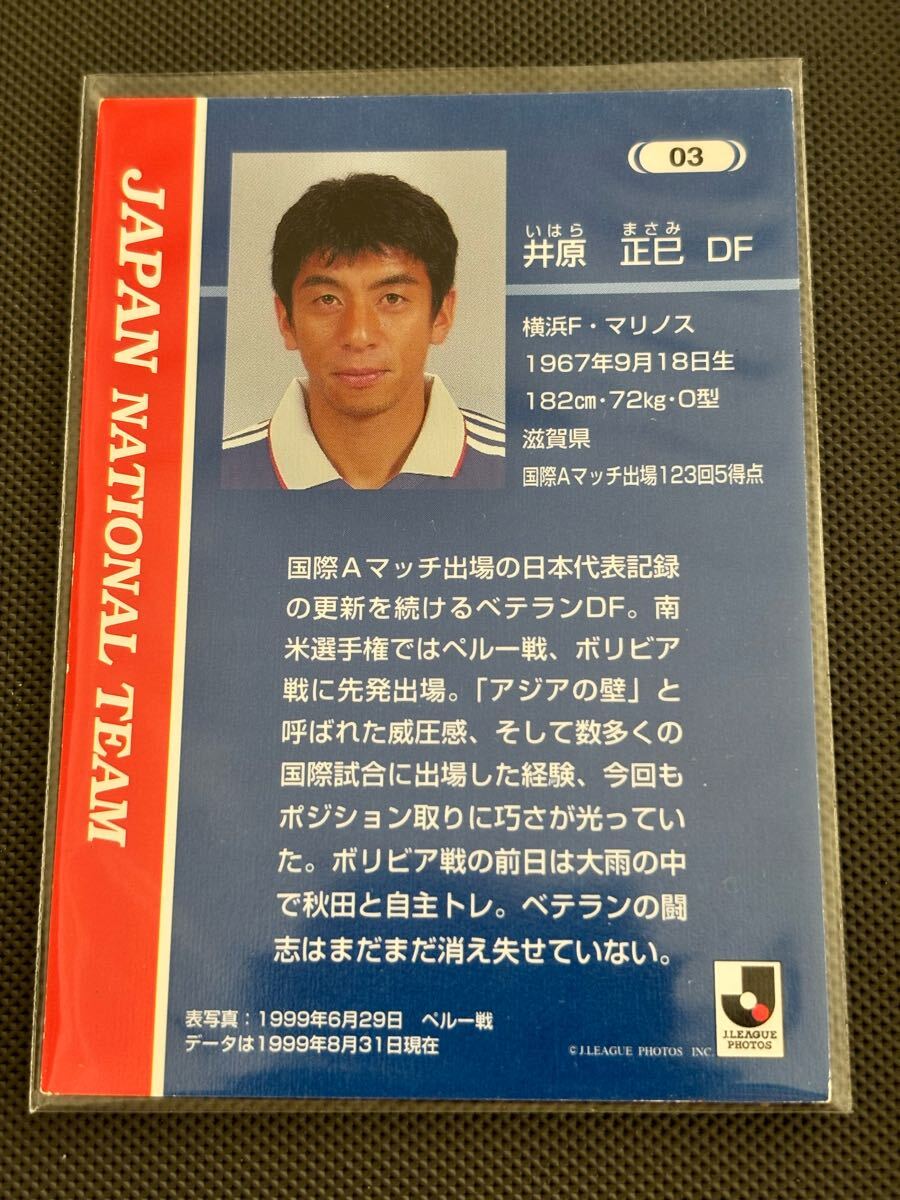 JAPAN NATIONAL TEAM
03
いはら まさみ
井原 正巳 DF
横浜F・マリノス
1967年9月18日生
182cm・72kg・O型
滋賀県
国際Aマッチ出場123回5得点
国際Aマッチ出場の日本代表記録
の更新を続けるベテランDF。南
米選手権ではペルー戦、ボリビア
戦に先発出場。「アジアの壁」と
呼ばれた威圧感、そして数多くの
国際試合に出場した経験、今回も
ポジション取りに巧さが光ってい
た。ボリビア戦の前日は大雨の中
で秋田と自主トレ。ベテランの闘
志はまだまだ消え失せていない。
表写真：1999年6月29日 ペルー戦
データは1999年8月31日現在
©J.LEAGUE PHOTOS INC.
J.LEAGUE
PHOTOS